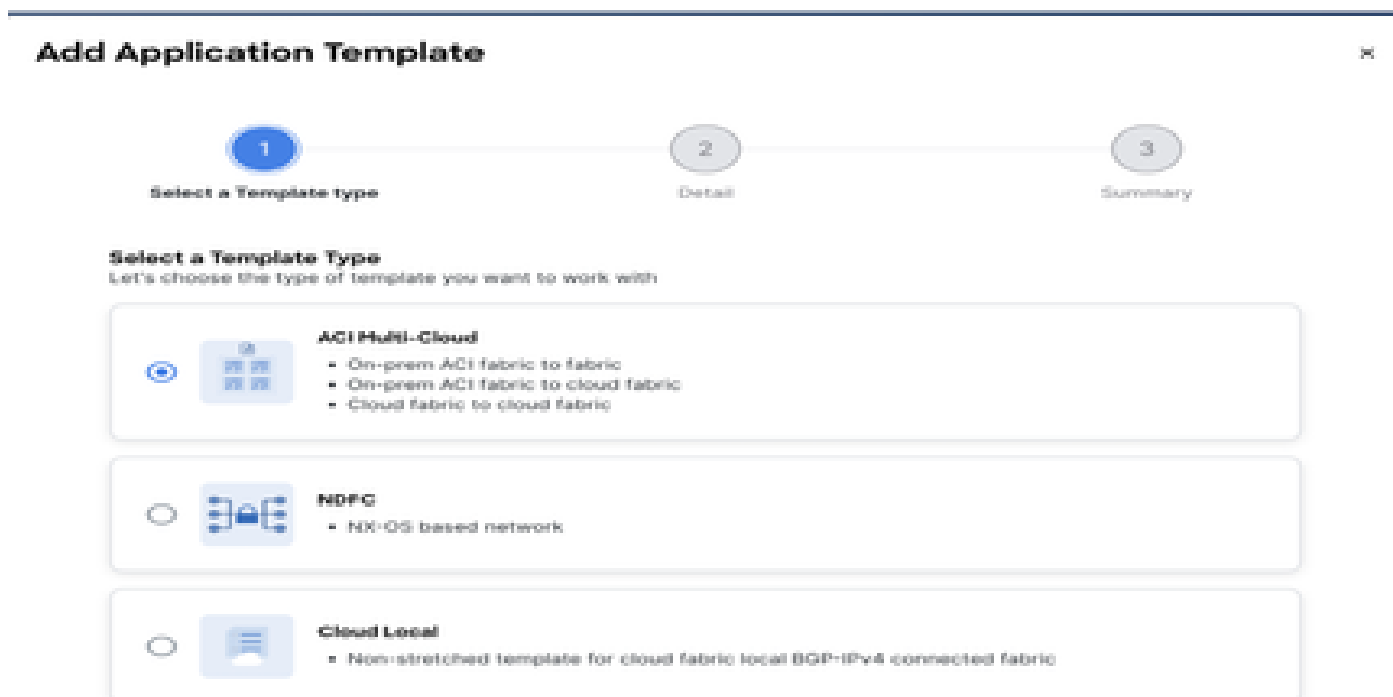 Add Application Template
1
2
3
Select a Template type
Detail
Summary
Select a Template Type
Let's choose the type of template you want to work with
ACI Multi-Cloud
• On-prem ACI fabric to fabric
• On-prem ACI fabric to cloud fabric
• Cloud fabric to cloud fabric
NDFC
• NX-OS based network
Cloud Local
• Non-stretched template for cloud fabric local BGP-IPv4 connected fabric